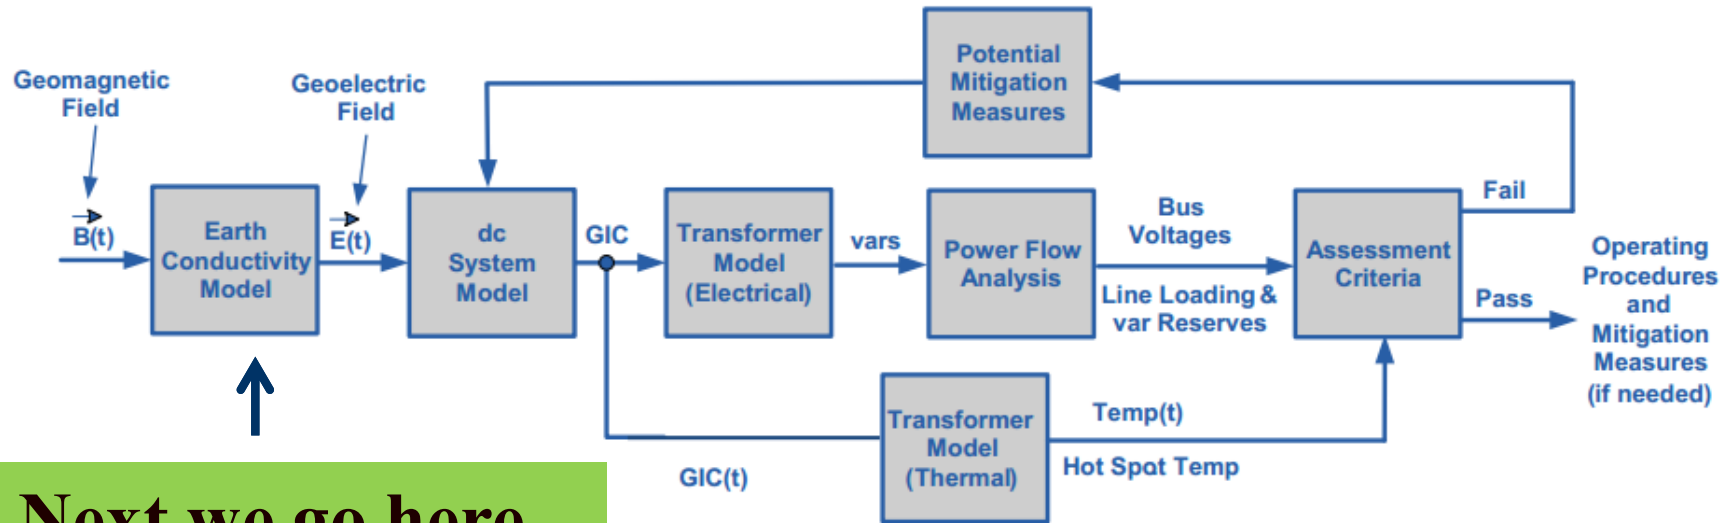 Geomagnetic
Field
B(t)
Earth
Conductivity
Model
Geoelectric
Field
E(t)
dc
System
Model
GIC
Transformer
Model
(Electrical)
vars
Power Flow
Analysis
Bus
Voltages
Line Loading &
var Reserves
Assessment
Criteria
Fail
Potential
Mitigation
Measures
Pass
Operating
Procedures
and
Mitigation
Measures
(if needed)
GIC(t)
Transformer
Model
(Thermal)
Temp(t)
Hot Spat Temp
Next we go here